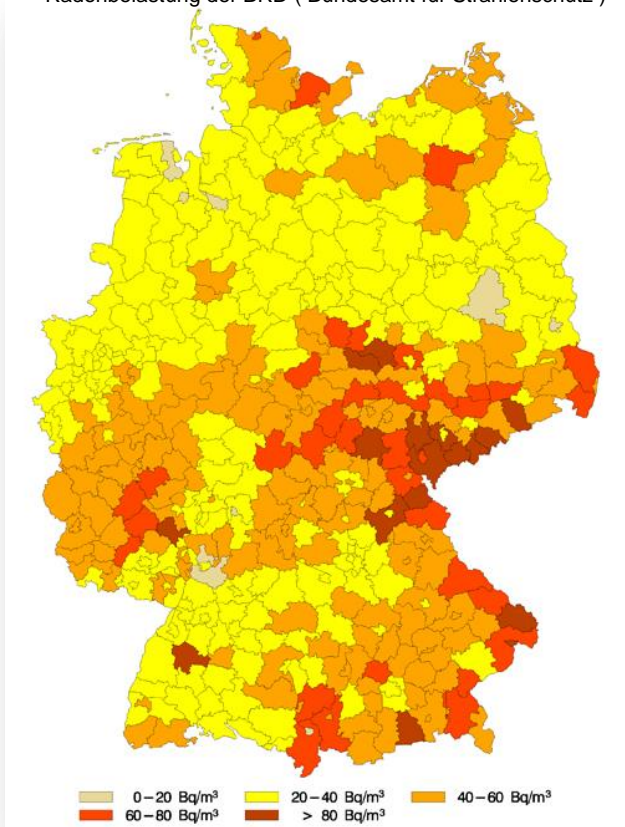 Radonbelastung der BRD ( Bundesamt für Strahlenschutz )
0–20 Bq/m³ 20–40 Bq/m³ 40–60 Bq/m³
60–80 Bq/m³ > 80 Bq/m³